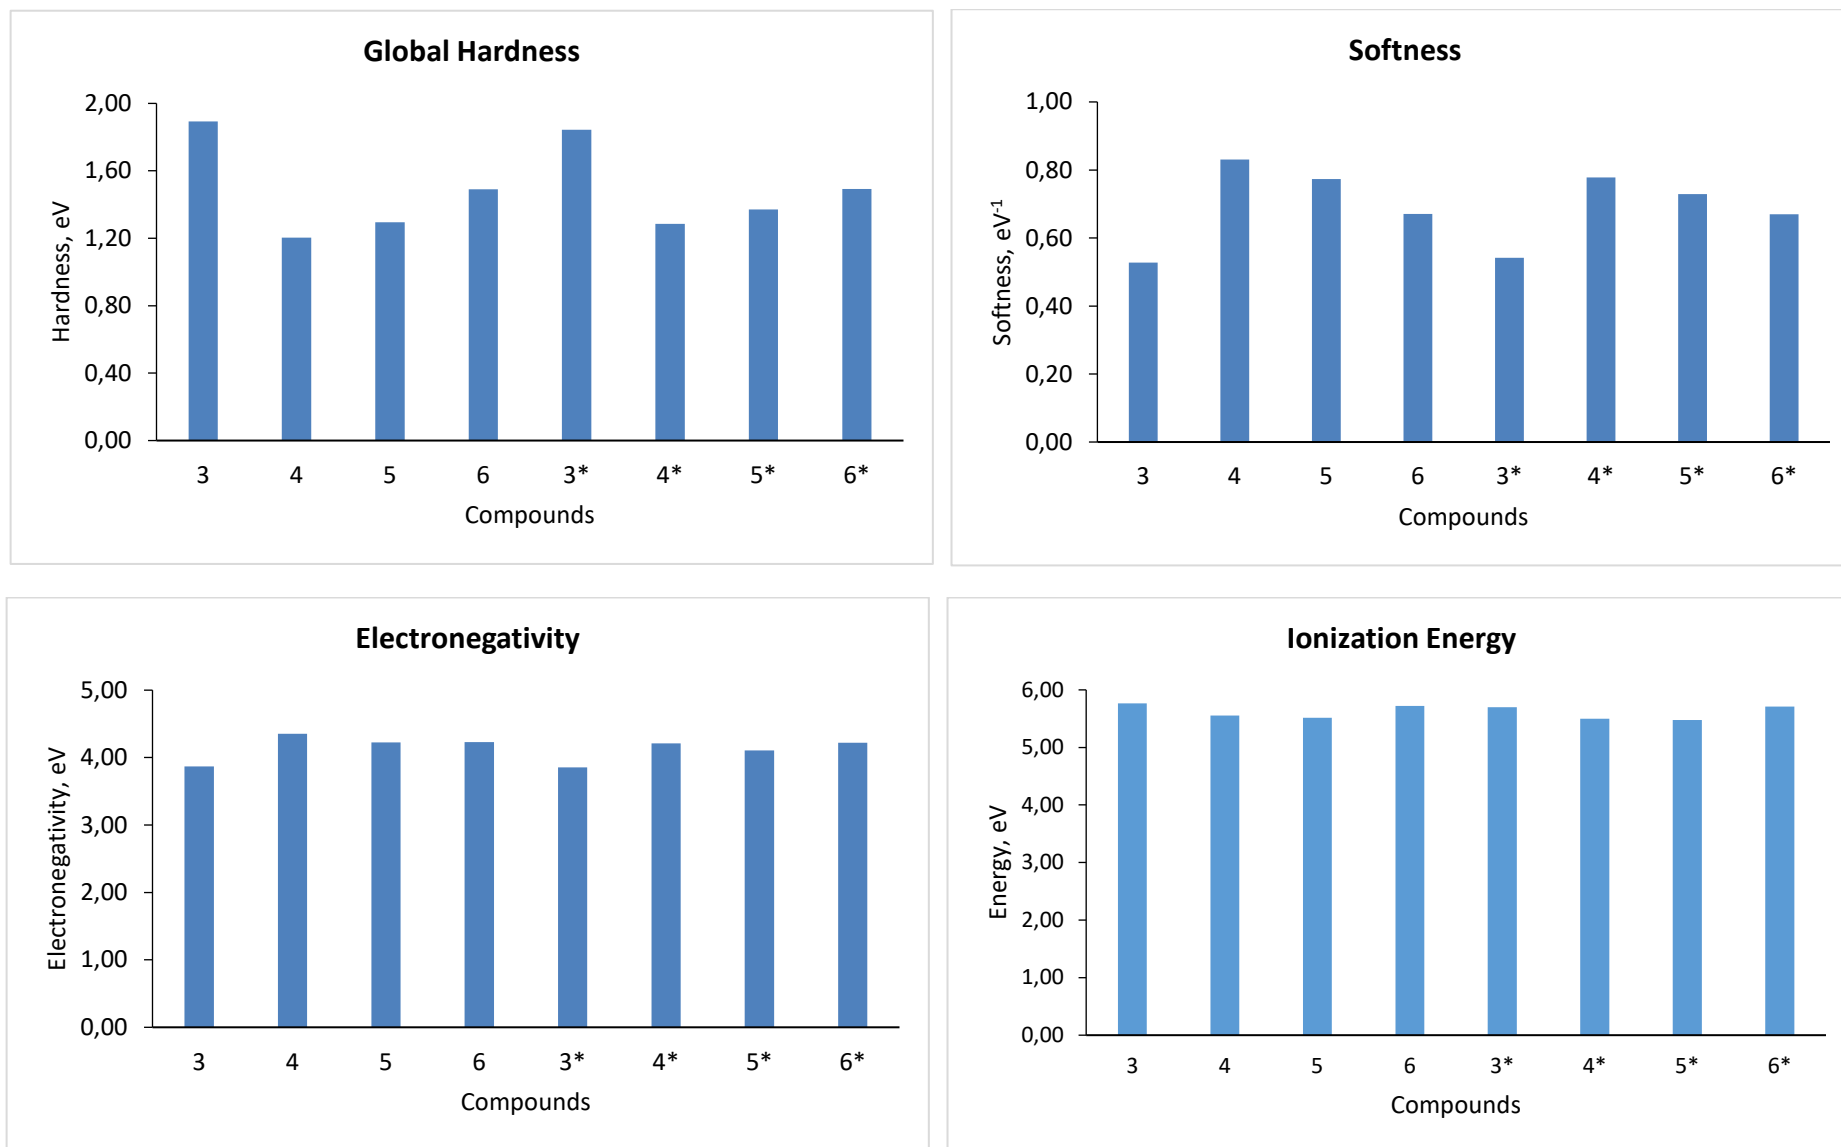 Global Hardness
2,00
1,60
1,20
0,80
0,40
0,00
Hardness, eV
3 4 5 6 3* 4* 5* 6*
Compounds
Softness
1,00
0,80
0,60
0,40
0,20
0,00
Softness, eV⁻¹
3 4 5 6 3* 4* 5* 6*
Compounds
Electronegativity
5,00
4,00
3,00
2,00
1,00
0,00
Electronegativity, eV
3 4 5 6 3* 4* 5* 6*
Compounds
Ionization Energy
6,00
5,00
4,00
3,00
2,00
1,00
0,00
Energy, eV
3 4 5 6 3* 4* 5* 6*
Compounds